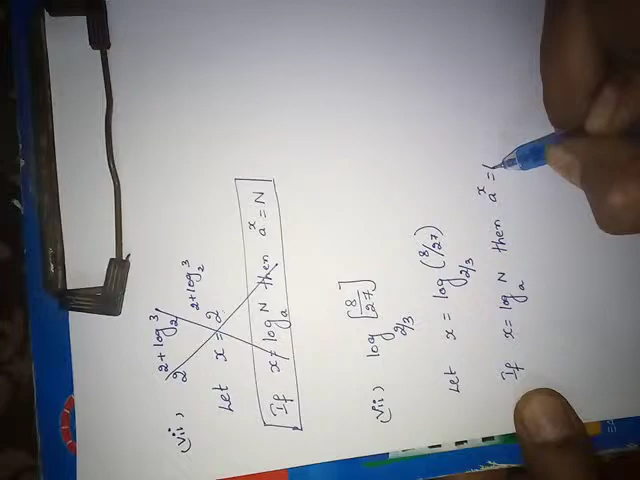 (vii) 2^{2+log_2^3}
Let x = 2^{2+log_2^3}
If x = log_a^N then a^x = N
(vii) log_{2/3} [8/27]
Let x = log_{2/3} (8/27)
If x = log_a^N then a^x =